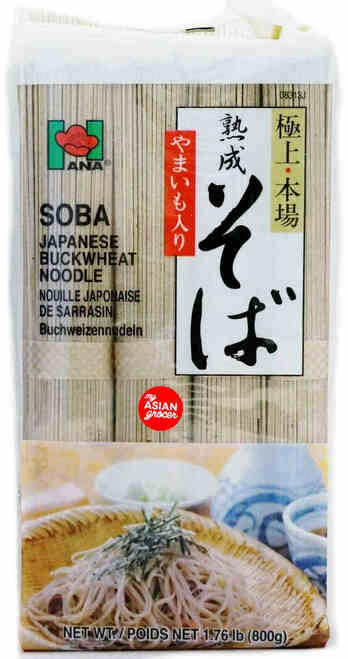 083131
極上・本場
熟成
そば
やまいも入り
HANA®
SOBA
JAPANESE
BUCKWHEAT
NOODLE
NOUILLE JAPONAISE
DE SARRASIN
Buchweizennudeln
my
ASIAN
grocer
NET WT./ POIDS NET 1.76 lb (800g)